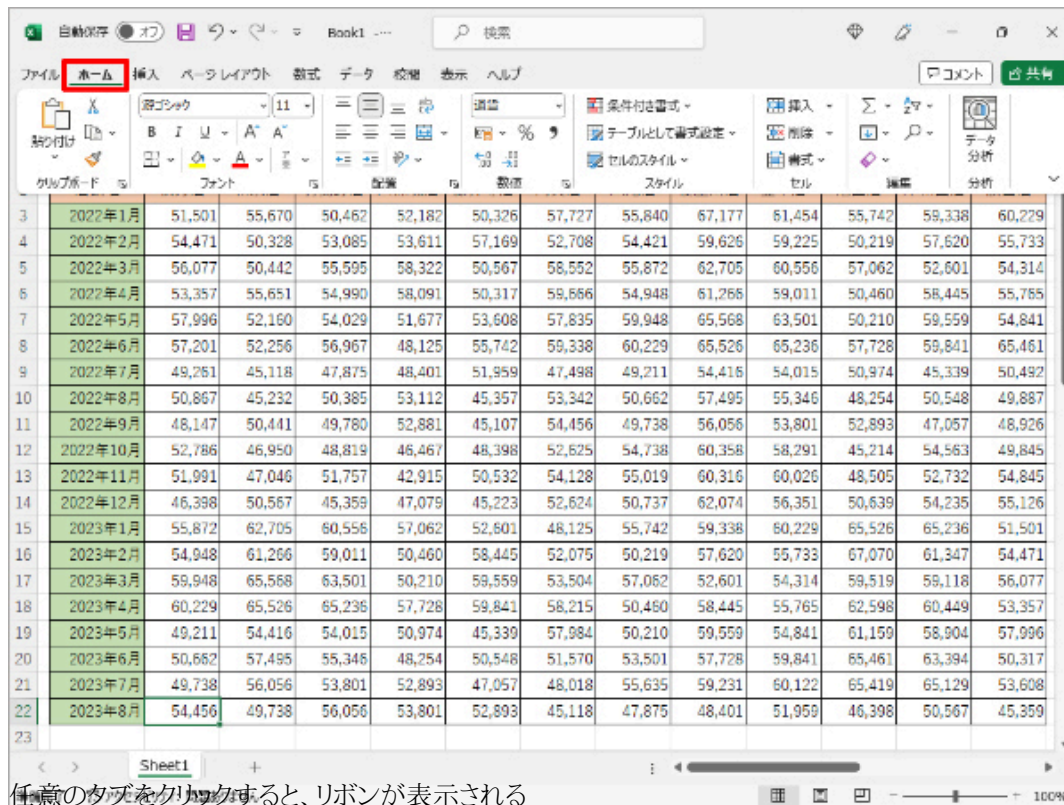 自動保存 オフ Book1 -… 検索
ファイル ホーム 挿入 ページ レイアウト 数式 データ 校閲 表示 ヘルプ コメント 共有
游ゴシック 11 通貨 条件付き書式 挿入
貼り付け B I U A A % テーブルとして書式設定 削除 データ
A セルのスタイル 書式 分析
クリップボード フォント 配置 数値 スタイル セル 編集 分析
3 2022年1月 51,501 55,670 50,462 52,182 50,326 57,727 55,840 67,177 61,454 55,742 59,338 60,229
4 2022年2月 54,471 50,328 53,085 53,611 57,169 52,708 54,421 59,626 59,225 50,219 57,620 55,733
5 2022年3月 56,077 50,442 55,595 58,322 50,567 58,552 55,872 62,705 60,556 57,062 52,601 54,314
6 2022年4月 53,357 55,651 54,990 58,091 50,317 59,666 54,948 61,266 59,011 50,460 58,445 55,765
7 2022年5月 57,996 52,160 54,029 51,677 53,608 57,835 59,948 65,568 63,501 50,210 59,559 54,841
8 2022年6月 57,201 52,256 56,967 48,125 55,742 59,338 60,229 65,526 65,236 57,728 59,841 65,461
9 2022年7月 49,261 45,118 47,875 48,401 51,959 47,498 49,211 54,416 54,015 50,974 45,339 50,492
10 2022年8月 50,867 45,232 50,385 53,112 45,357 53,342 50,662 57,495 55,346 48,254 50,548 49,887
11 2022年9月 48,147 50,441 49,780 52,881 45,107 54,456 49,738 56,056 53,801 52,893 47,057 48,926
12 2022年10月 52,786 46,950 48,819 46,467 48,398 52,625 54,738 60,358 58,291 45,214 54,563 49,845
13 2022年11月 51,991 47,046 51,757 42,915 50,532 54,128 55,019 60,316 60,026 48,505 52,732 54,845
14 2022年12月 46,398 50,567 45,359 47,079 45,223 52,624 50,737 62,074 56,351 50,639 54,235 55,126
15 2023年1月 55,872 62,705 60,556 57,062 52,601 48,125 55,742 59,338 60,229 65,526 65,236 51,501
16 2023年2月 54,948 61,266 59,011 50,460 58,445 52,075 50,219 57,620 55,733 67,070 61,347 54,471
17 2023年3月 59,948 65,568 63,501 50,210 59,559 53,504 57,062 52,601 54,314 59,519 59,118 56,077
18 2023年4月 60,229 65,526 65,236 57,728 59,841 58,215 50,460 58,445 55,765 62,598 60,449 53,357
19 2023年5月 49,211 54,416 54,015 50,974 45,339 57,984 50,210 59,559 54,841 61,159 58,904 57,996
20 2023年6月 50,662 57,495 55,346 48,254 50,548 51,570 53,501 57,728 59,841 65,461 63,394 50,317
21 2023年7月 49,738 56,056 53,801 52,893 47,057 48,018 55,635 59,231 60,122 65,419 65,129 53,608
22 2023年8月 54,456 49,738 56,056 53,801 52,893 45,118 47,875 48,401 51,959 46,398 50,567 45,359
23
Sheet1
任意のタブをクリックすると、リボンが表示される 100%